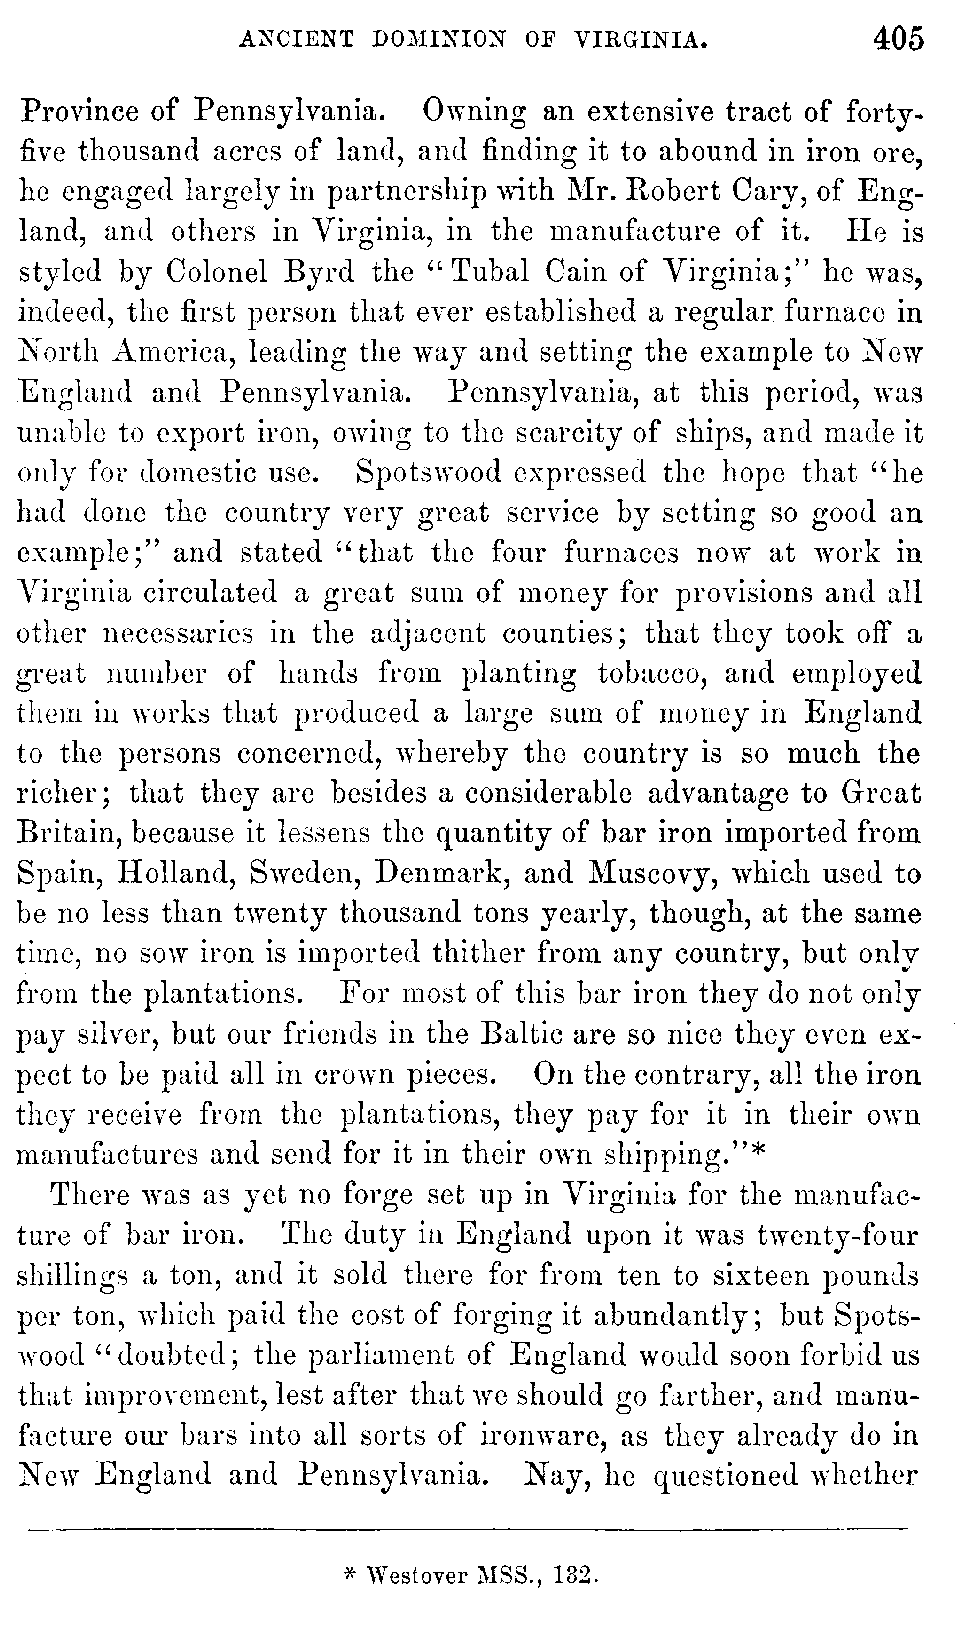 ANCIENT DOMINION OF VIRGINIA. 405
Province of Pennsylvania. Owning an extensive tract of forty-
five thousand acres of land, and finding it to abound in iron ore,
he engaged largely in partnership with Mr. Robert Cary, of Eng-
land, and others in Virginia, in the manufacture of it. He is
styled by Colonel Byrd the "Tubal Cain of Virginia;" he was,
indeed, the first person that ever established a regular furnace in
North America, leading the way and setting the example to New
England and Pennsylvania. Pennsylvania, at this period, was
unable to export iron, owing to the scarcity of ships, and made it
only for domestic use. Spotswood expressed the hope that "he
had done the country very great service by setting so good an
example;" and stated "that the four furnaces now at work in
Virginia circulated a great sum of money for provisions and all
other necessaries in the adjacent counties; that they took off a
great number of hands from planting tobacco, and employed
them in works that produced a large sum of money in England
to the persons concerned, whereby the country is so much the
richer; that they are besides a considerable advantage to Great
Britain, because it lessens the quantity of bar iron imported from
Spain, Holland, Sweden, Denmark, and Muscovy, which used to
be no less than twenty thousand tons yearly, though, at the same
time, no sow iron is imported thither from any country, but only
from the plantations. For most of this bar iron they do not only
pay silver, but our friends in the Baltic are so nice they even ex-
pect to be paid all in crown pieces. On the contrary, all the iron
they receive from the plantations, they pay for it in their own
manufactures and send for it in their own shipping."*
There was as yet no forge set up in Virginia for the manufac-
ture of bar iron. The duty in England upon it was twenty-four
shillings a ton, and it sold there for from ten to sixteen pounds
per ton, which paid the cost of forging it abundantly; but Spots-
wood "doubted; the parliament of England would soon forbid us
that improvement, lest after that we should go farther, and manu-
facture our bars into all sorts of ironware, as they already do in
New England and Pennsylvania. Nay, he questioned whether
* Westover MSS., 132.